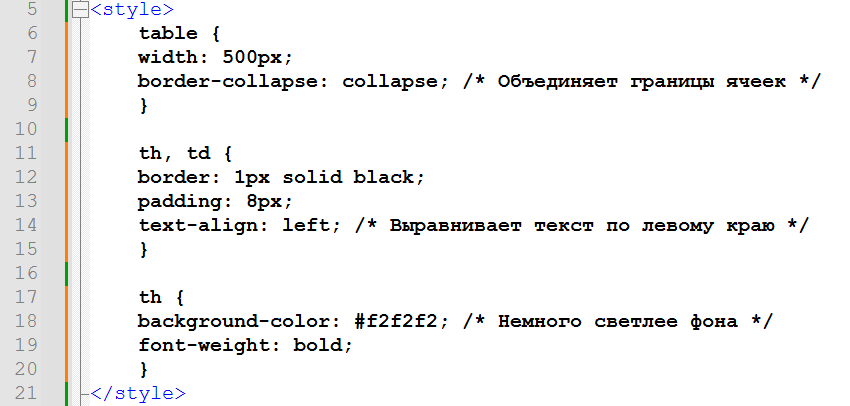 5 <style>
6 table {
7 width: 500px;
8 border-collapse: collapse; /* Объединяет границы ячеек */
9 }
10
11 th, td {
12 border: 1px solid black;
13 padding: 8px;
14 text-align: left; /* Выравнивает текст по левому краю */
15 }
16
17 th {
18 background-color: #f2f2f2; /* Немного светлее фона */
19 font-weight: bold;
20 }
21 </style>